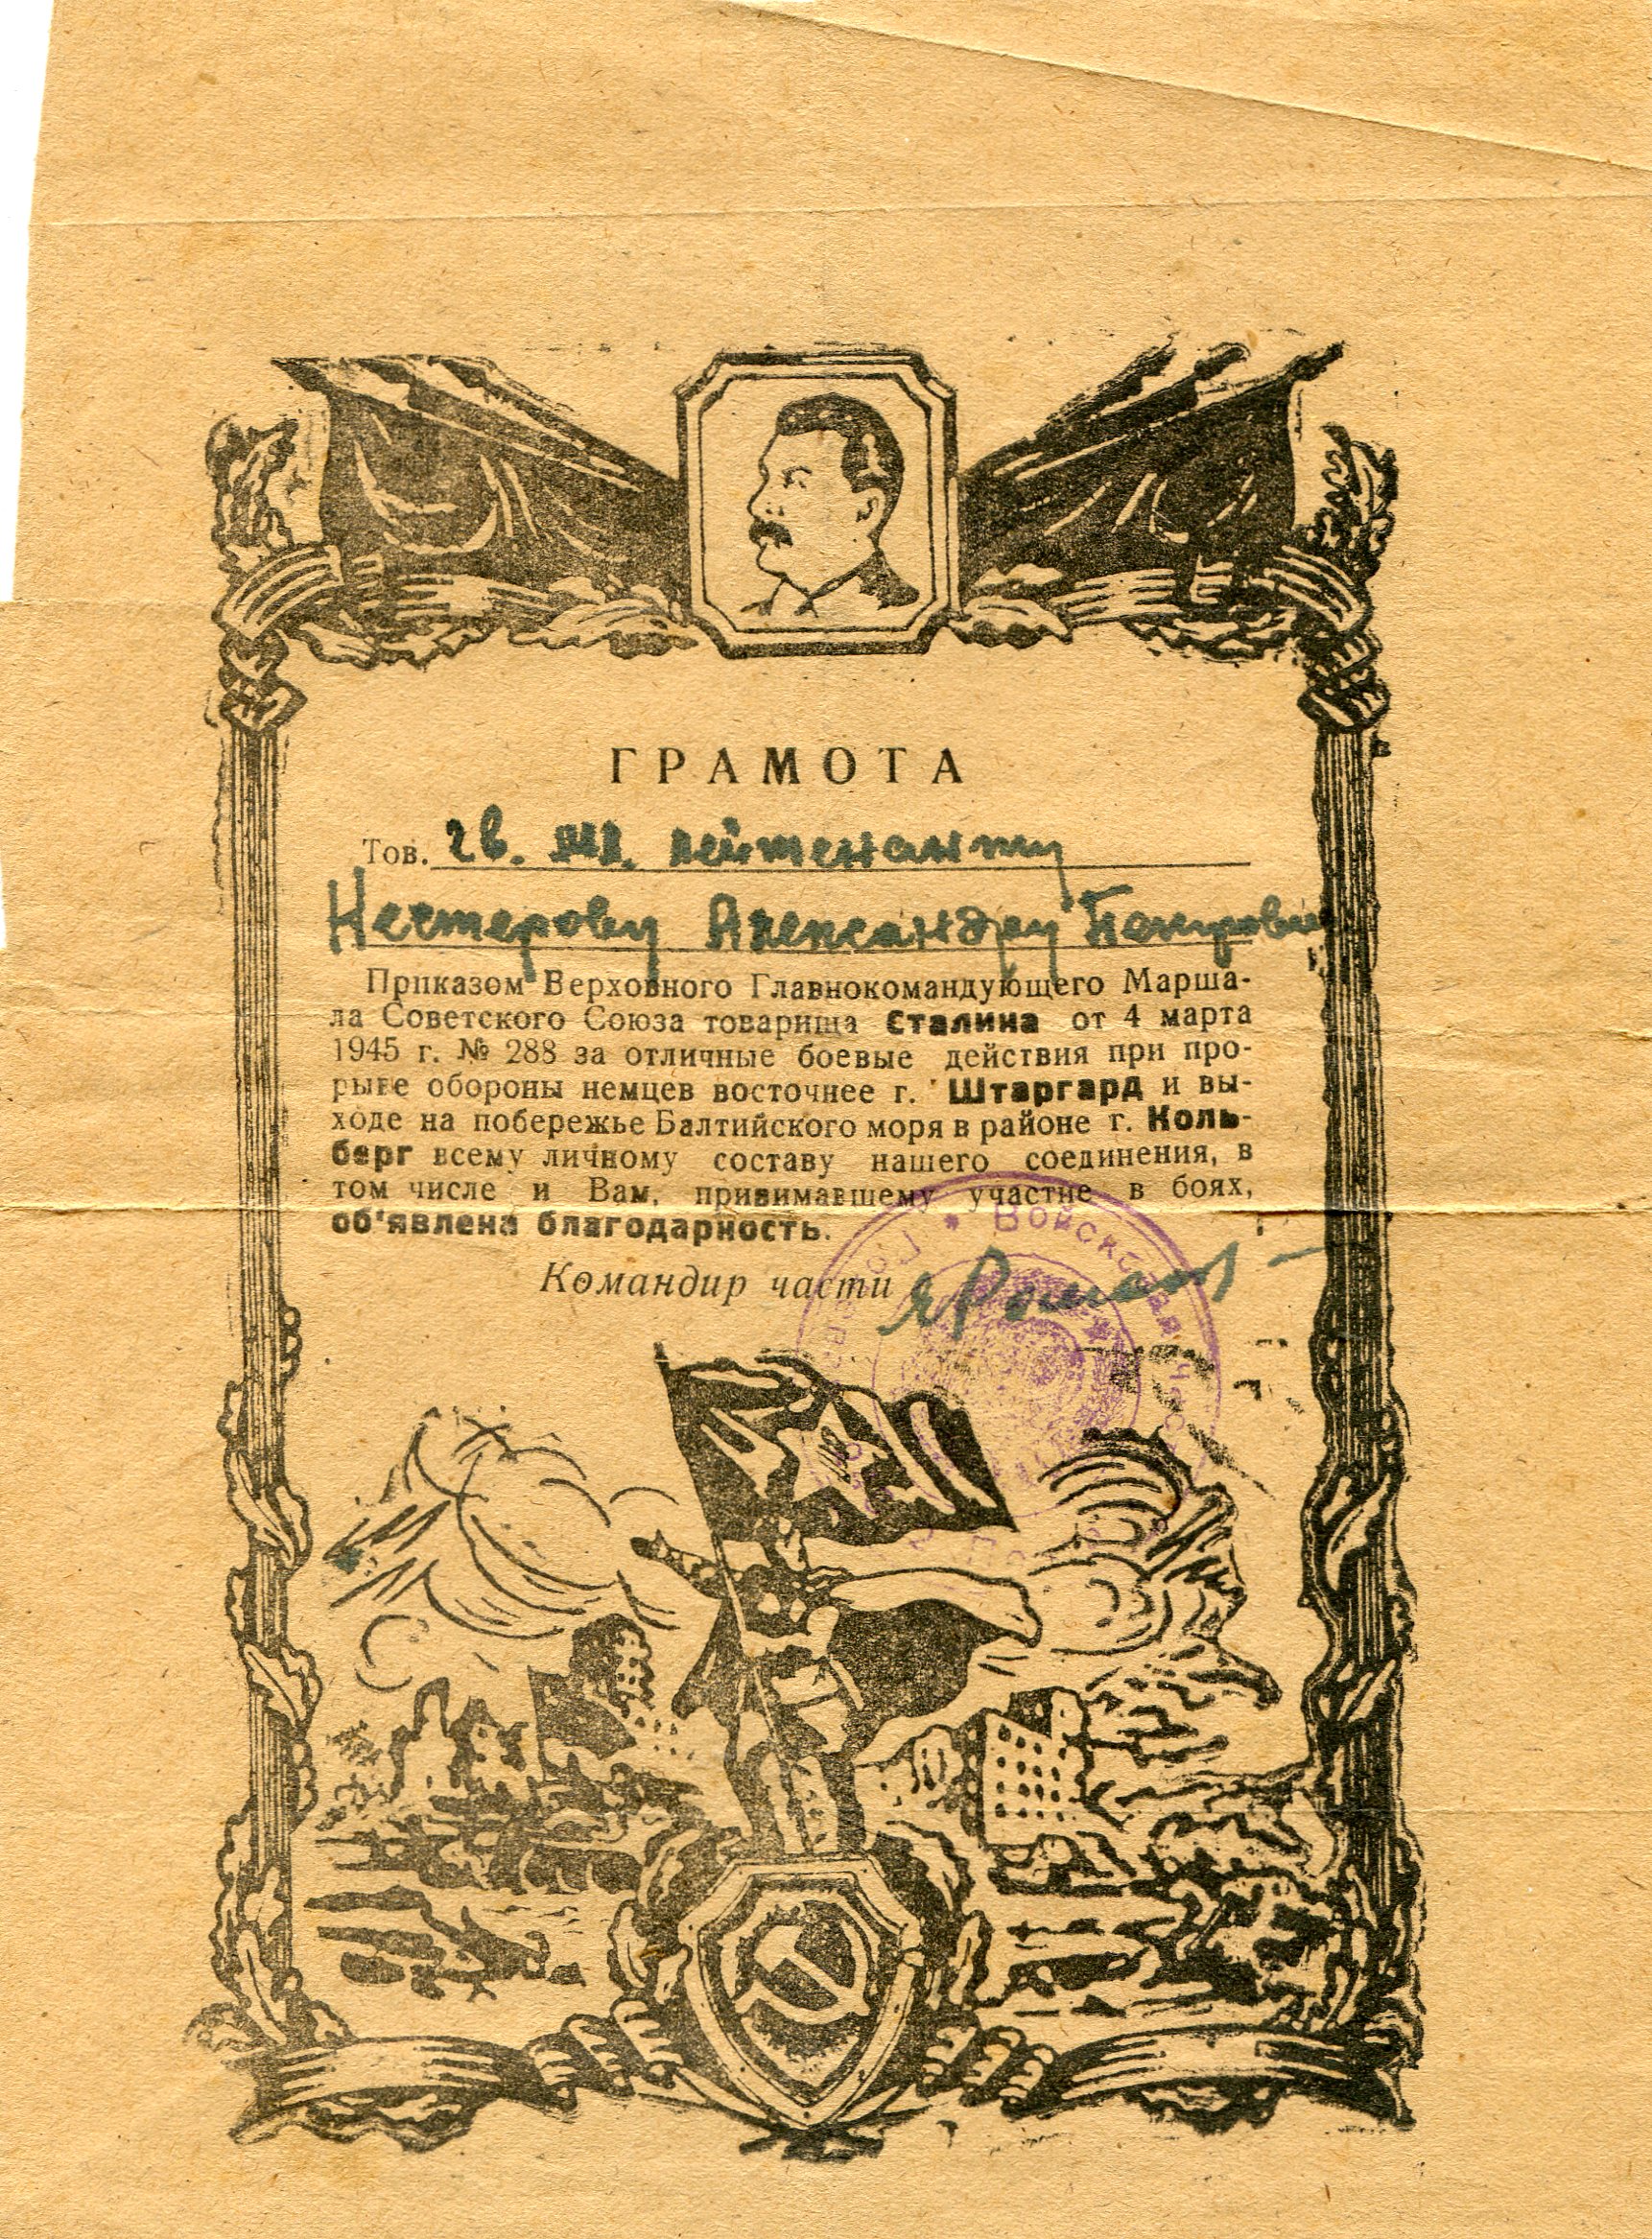 ГРАМОТА
Тов. гв. мл. лейтенанту
Нестерову Александру
Приказом Верховного Главнокомандующего Марша-
ла Советского Союза товарища Сталина от 4 марта
1945 г. № 288 за отличные боевые действия при про-
рыве обороны немцев восточнее г. Штаргард и вы-
ходе на побережье Балтийского моря в районе г. Коль-
берг всему личному составу нашего соединения, в
том числе и Вам, принимавшему участие в боях,
об'явлена благодарность.
Командир части
* Войсковая часть